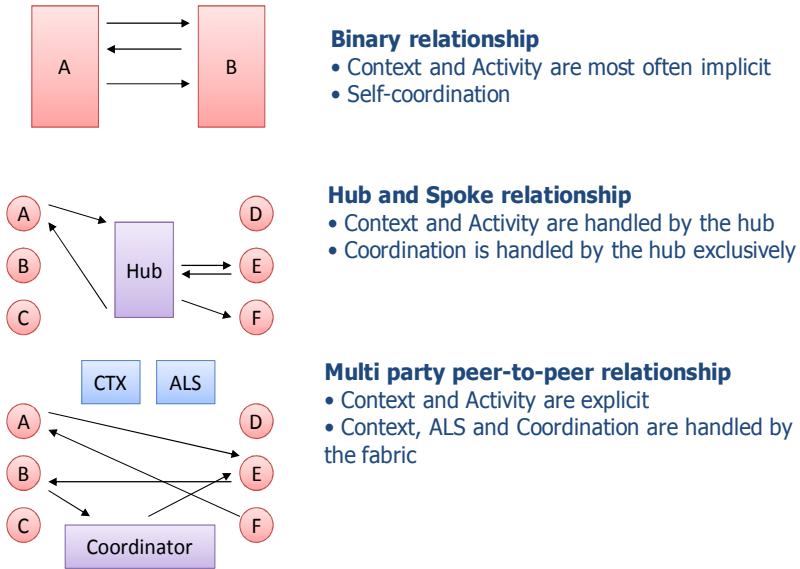 A
B
Binary relationship
• Context and Activity are most often implicit
• Self-coordination
A
B
C
Hub
D
E
F
Hub and Spoke relationship
• Context and Activity are handled by the hub
• Coordination is handled by the hub exclusively
CTX
ALS
A
B
C
D
E
F
Coordinator
Multi party peer-to-peer relationship
• Context and Activity are explicit
• Context, ALS and Coordination are handled by
the fabric